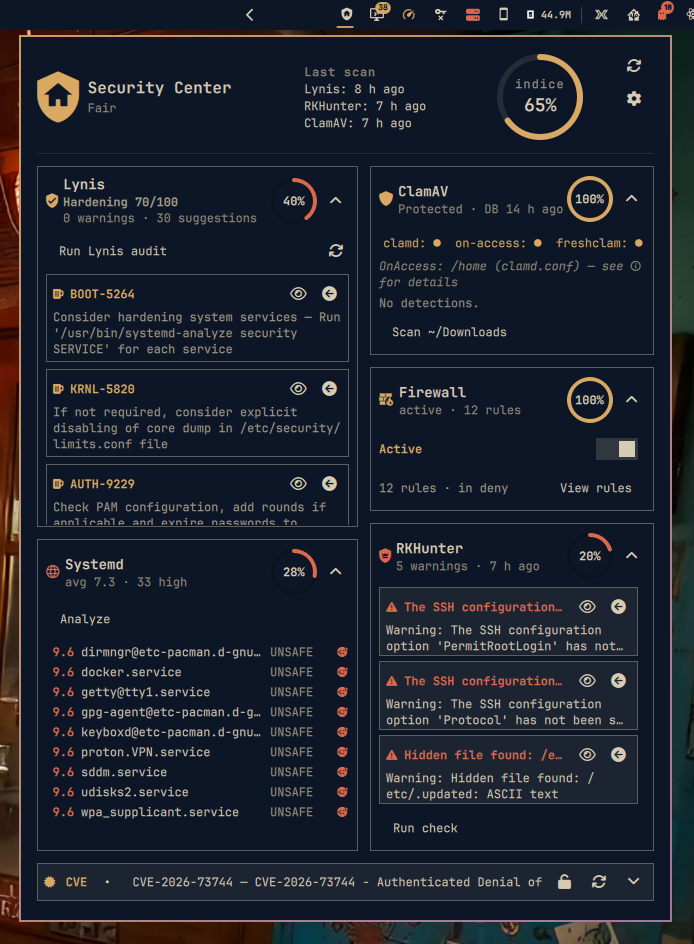 38
44.9M
18
Security Center
Fair
Last scan
Lynis: 8 h ago
RKHunter: 7 h ago
ClamAV: 7 h ago
indice
65%
Lynis
Hardening 70/100
0 warnings · 30 suggestions
40%
Run Lynis audit
BOOT-5264
Consider hardening system services — Run
'/usr/bin/systemd-analyze security
SERVICE' for each service
KRNL-5820
If not required, consider explicit
disabling of core dump in /etc/security/
limits.conf file
AUTH-9229
Check PAM configuration, add rounds if
applicable and expire passwords to
Systemd
avg 7.3 · 33 high
28%
Analyze
9.6 dirmngr@etc-pacman.d-gnu… UNSAFE
9.6 docker.service UNSAFE
9.6 getty@tty1.service UNSAFE
9.6 gpg-agent@etc-pacman.d-g… UNSAFE
9.6 keyboxd@etc-pacman.d-gnu… UNSAFE
9.6 proton.VPN.service UNSAFE
9.6 sddm.service UNSAFE
9.6 udisks2.service UNSAFE
9.6 wpa_supplicant.service UNSAFE
ClamAV
Protected · DB 14 h ago
100%
clamd: ● on-access: ● freshclam: ●
OnAccess: /home (clamd.conf) — see ⓘ
for details
No detections.
Scan ~/Downloads
Firewall
active · 12 rules
100%
Active
12 rules · in deny View rules
RKHunter
5 warnings · 7 h ago
20%
The SSH configuration…
Warning: The SSH configuration
option 'PermitRootLogin' has not…
The SSH configuration…
Warning: The SSH configuration
option 'Protocol' has not been s…
Hidden file found: /e…
Warning: Hidden file found: /
etc/.updated: ASCII text
Run check
CVE • CVE-2026-73744 — CVE-2026-73744 - Authenticated Denial of